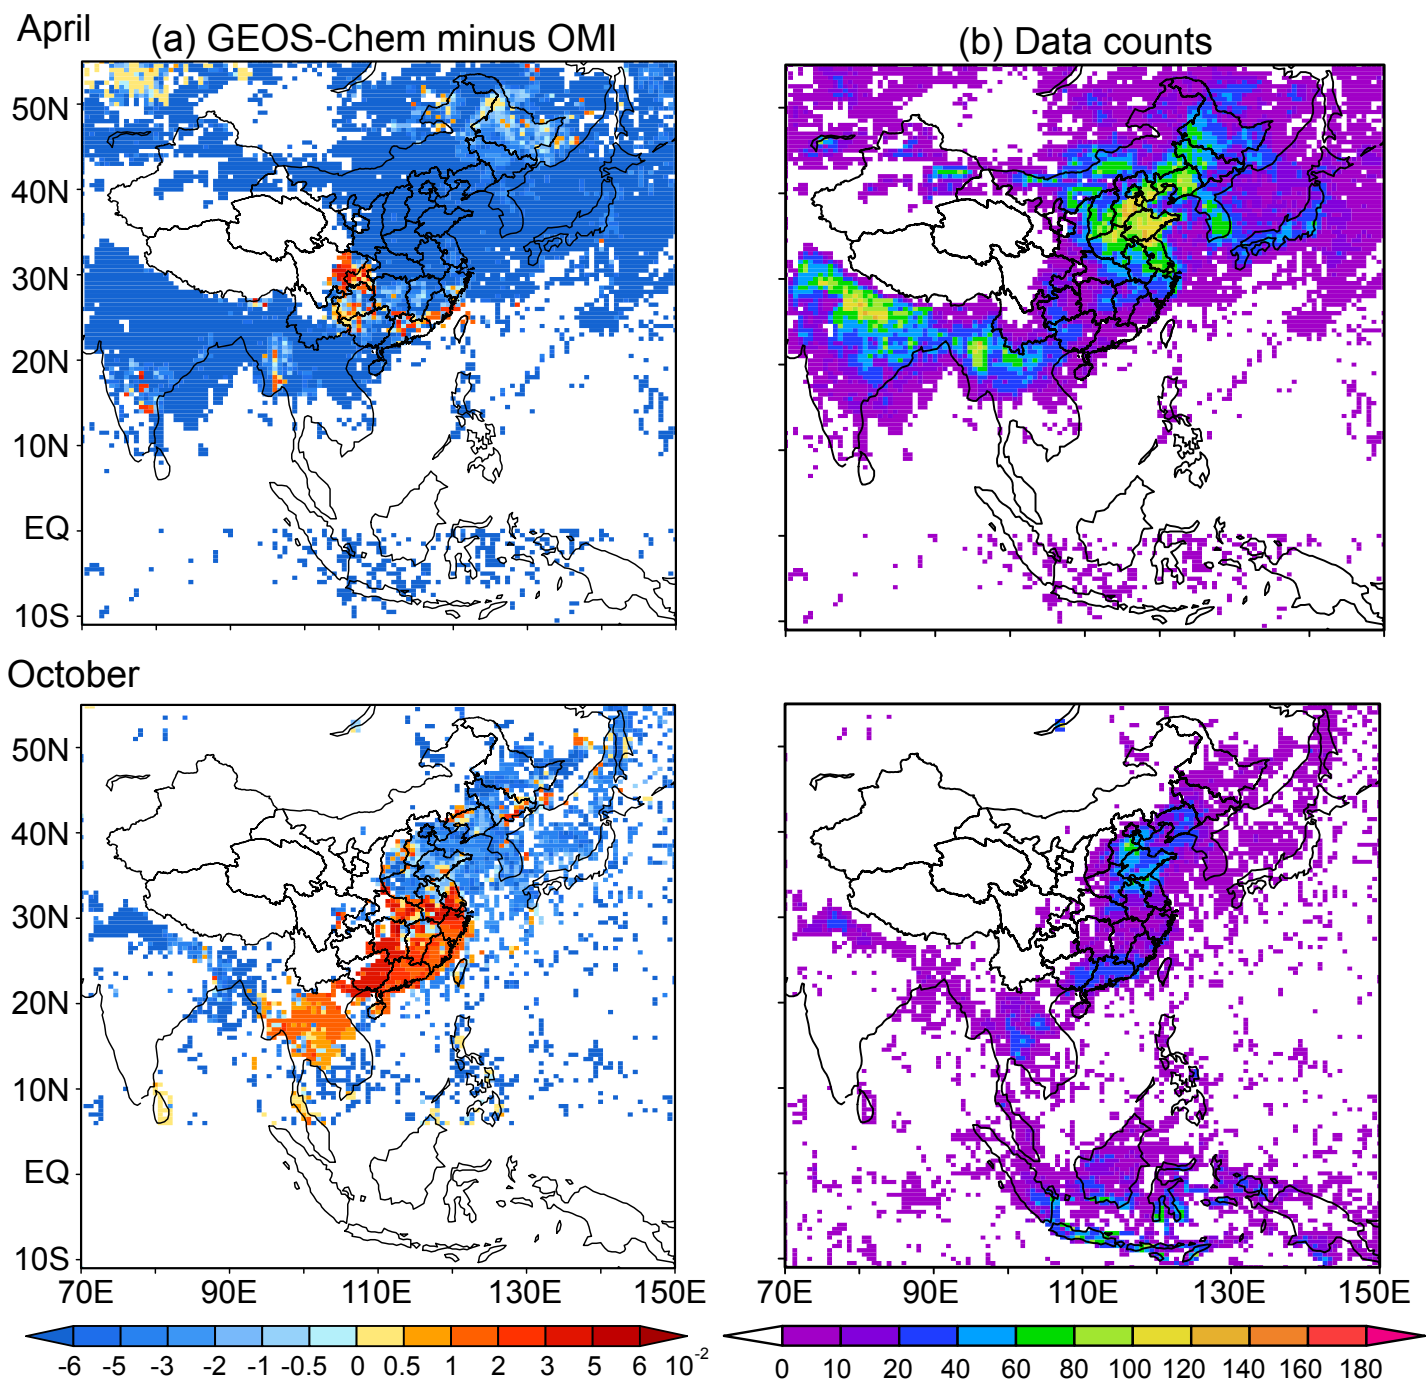 April
(a) GEOS-Chem minus OMI
(b) Data counts
50N
40N
30N
20N
10N
EQ
10S
October
50N
40N
30N
20N
10N
EQ
10S
70E 90E 110E 130E 150E
70E 90E 110E 130E 150E
-6 -5 -3 -2 -1 -0.5 0 0.5 1 2 3 5 6 10-2
0 10 20 40 60 80 100 120 140 160 180